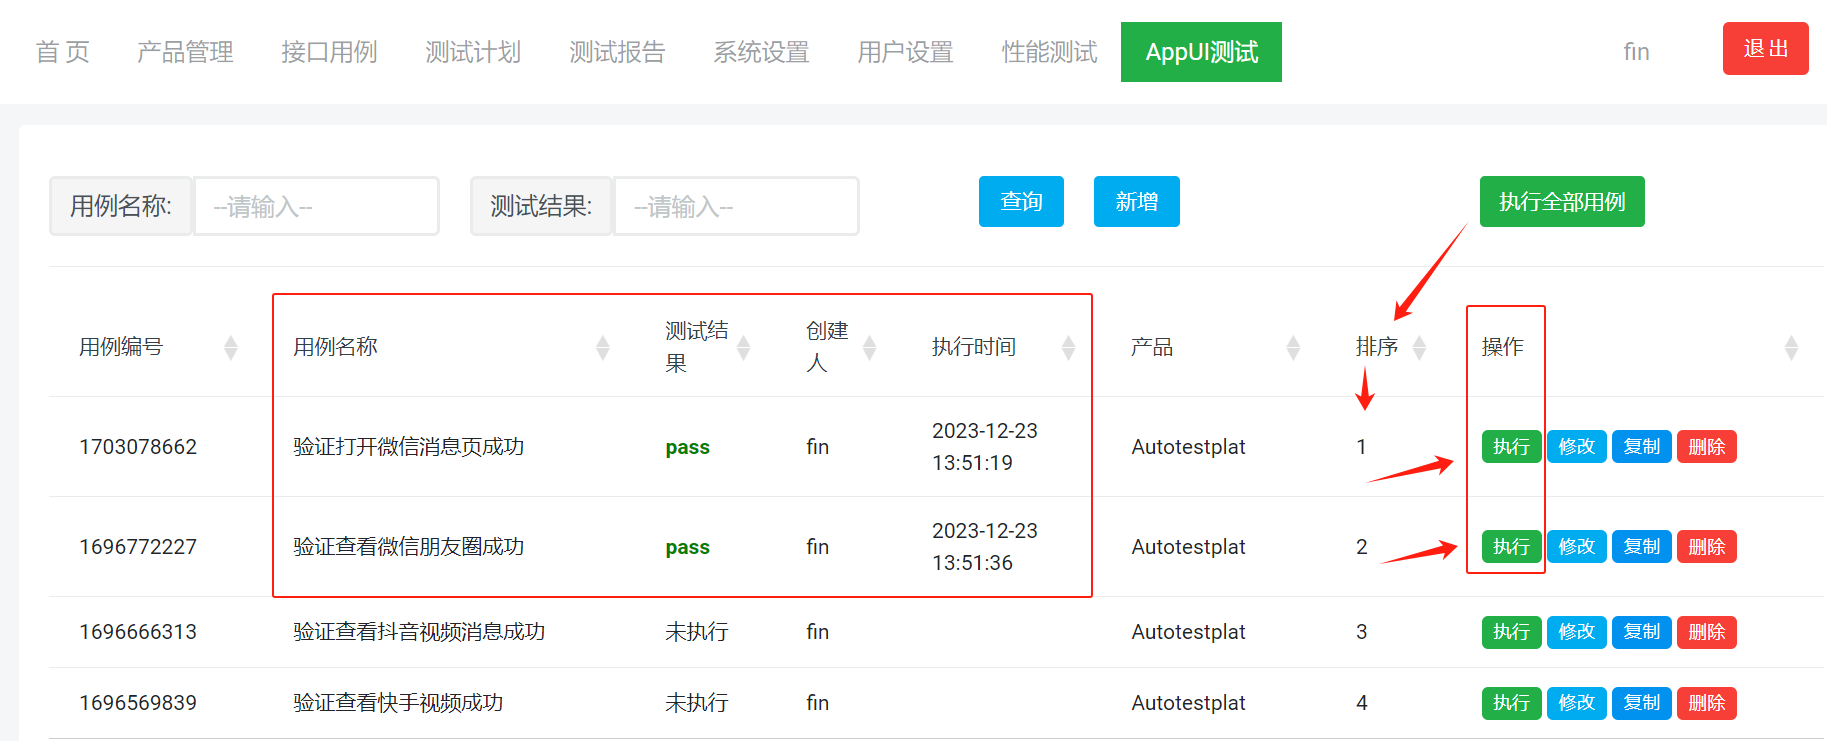 首 页 产品管理 接口用例 测试计划 测试报告 系统设置 用户设置 性能测试 AppUI测试 fin 退 出
用例名称: --请输入-- 测试结果: --请输入-- 查询 新增 执行全部用例
用例编号 用例名称 测试结果 创建人 执行时间 产品 排序 操作
1703078662 验证打开微信消息页成功 pass fin 2023-12-23 13:51:19 Autotestplat 1 执行 修改 复制 删除
1696772227 验证查看微信朋友圈成功 pass fin 2023-12-23 13:51:36 Autotestplat 2 执行 修改 复制 删除
1696666313 验证查看抖音视频消息成功 未执行 fin Autotestplat 3 执行 修改 复制 删除
1696569839 验证查看快手视频成功 未执行 fin Autotestplat 4 执行 修改 复制 删除